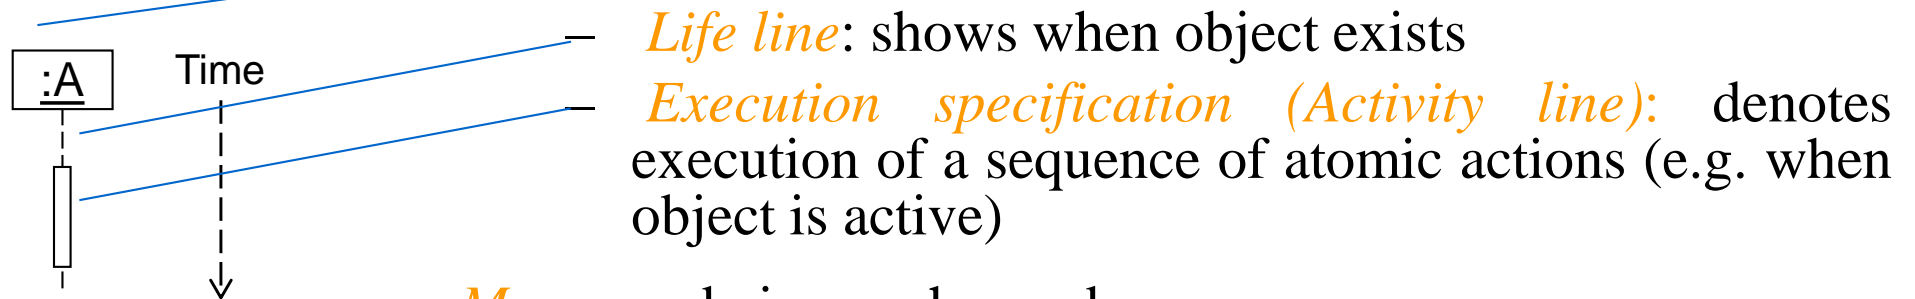 :A
Time
– Life line: shows when object exists
– Execution specification (Activity line): denotes
execution of a sequence of atomic actions (e.g. when
object is active)